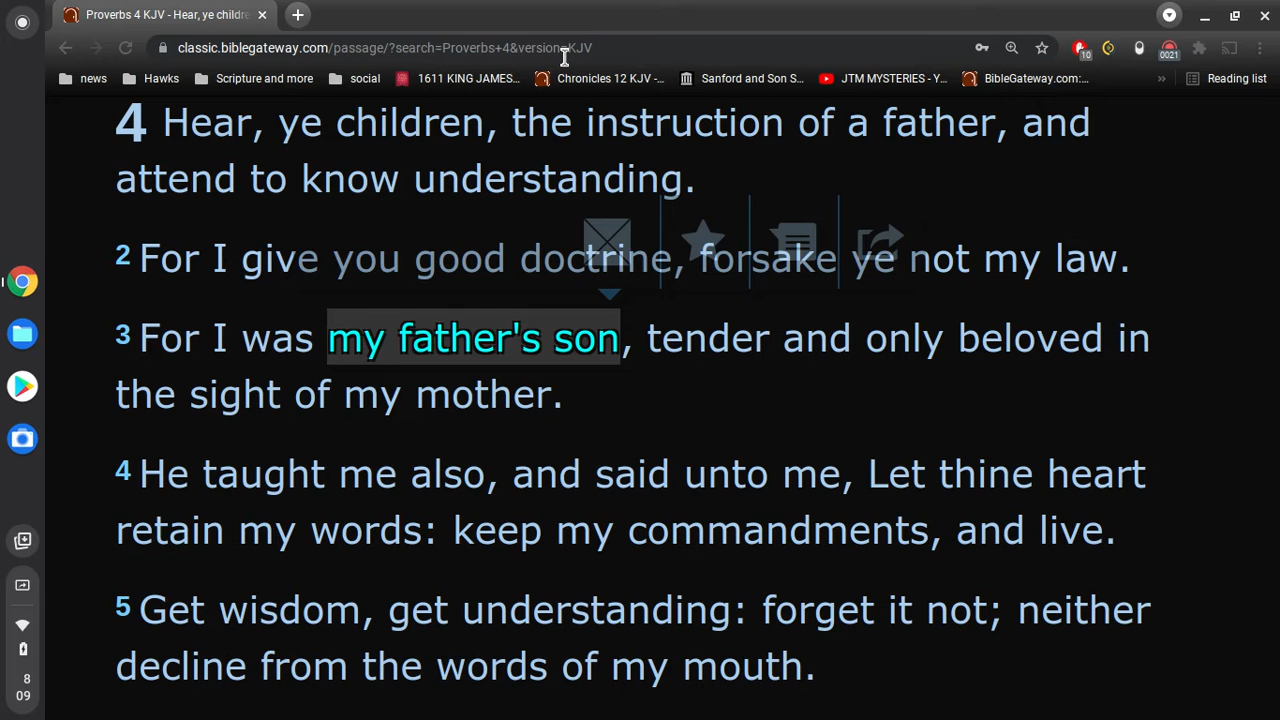 Proverbs 4 KJV - Hear, ye childre
classic.biblegateway.com/passage/?search=Proverbs+4&version=KJV
10
0021
news
Hawks
Scripture and more
social
1611 KING JAMES...
Chronicles 12 KJV -...
Sanford and Son S...
JTM MYSTERIES - Y...
BibleGateway.com:...
»
Reading list
4 Hear, ye children, the instruction of a father, and
attend to know understanding.
2 For I give you good doctrine, forsake ye not my law.
3 For I was my father's son, tender and only beloved in
the sight of my mother.
4 He taught me also, and said unto me, Let thine heart
retain my words: keep my commandments, and live.
5 Get wisdom, get understanding: forget it not; neither
decline from the words of my mouth.
8
09